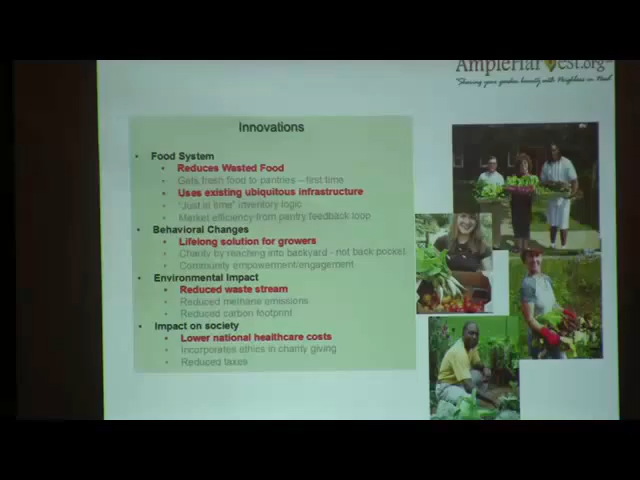 AmpleHarvest.org
"Sharing your garden bounty with Neighbors in Need"
Innovations
• Food System
• Reduces Wasted Food
• Gets fresh food to pantries – first time
• Uses existing ubiquitous infrastructure
• "Just in time" inventory logic
• Market efficiency from pantry feedback loop
• Behavioral Changes
• Lifelong solution for growers
• Charity by reaching into backyard - not back pocket
• Community empowerment/engagement
• Environmental Impact
• Reduced waste stream
• Reduced methane emissions
• Reduced carbon footprint
• Impact on society
• Lower national healthcare costs
• Incorporates ethics in charity giving
• Reduced taxes